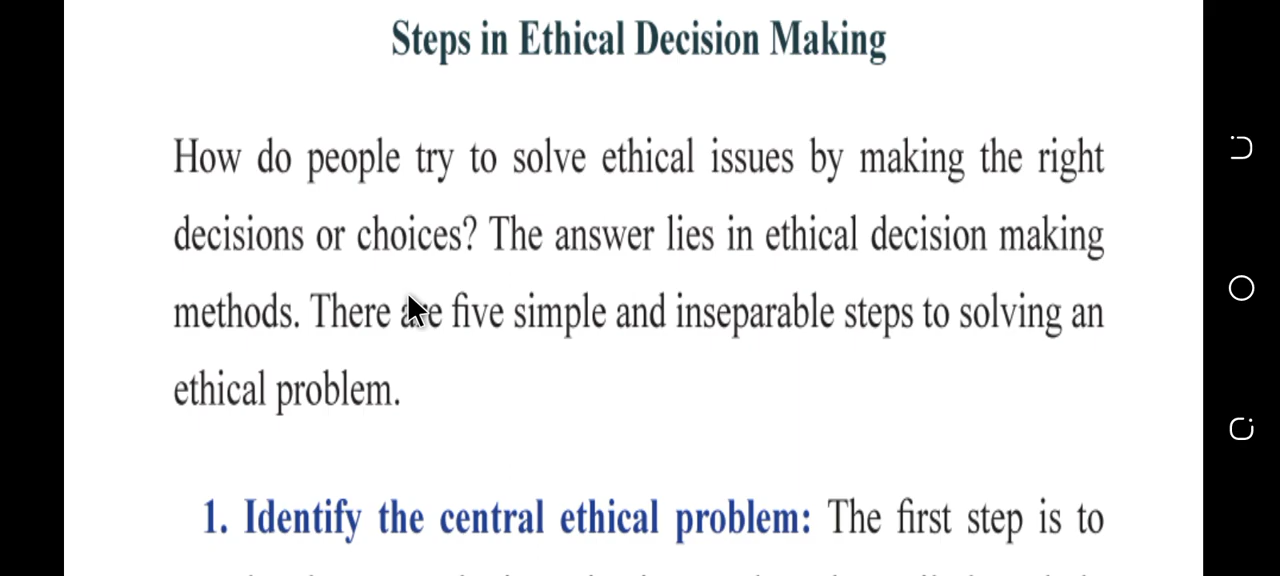 Steps in Ethical Decision Making
How do people try to solve ethical issues by making the right
decisions or choices? The answer lies in ethical decision making
methods. There are five simple and inseparable steps to solving an
ethical problem.
1. Identify the central ethical problem: The first step is to